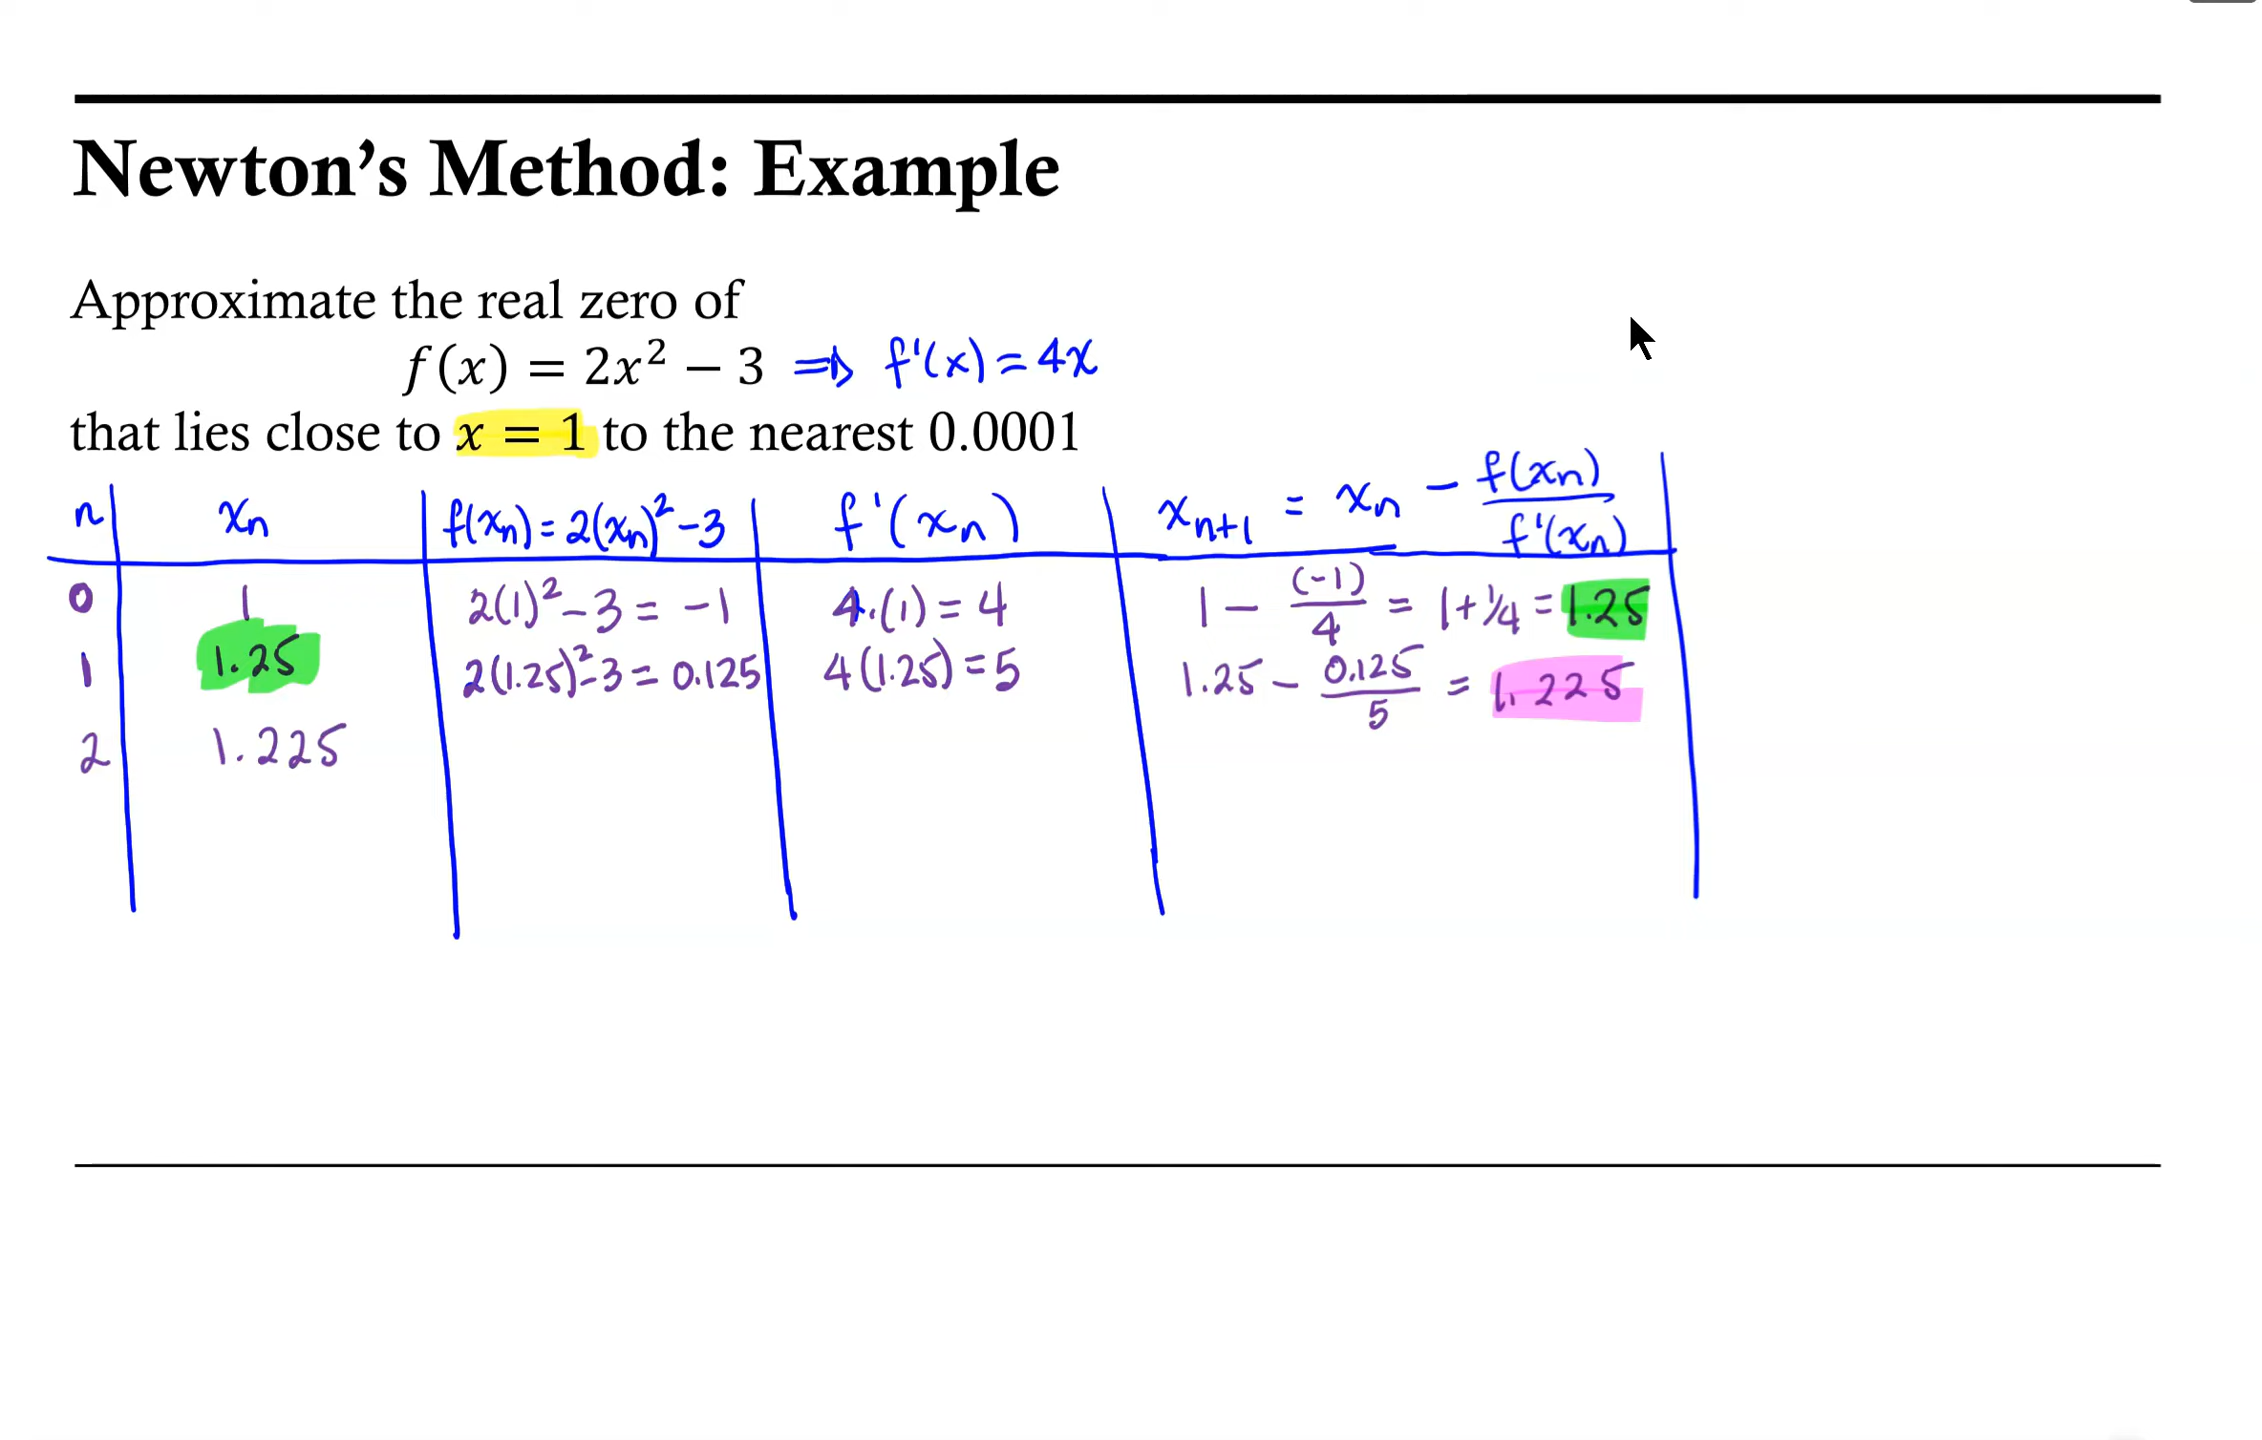 Newton's Method: Example
Approximate the real zero of
f(x) = 2x² − 3 ⇒ f'(x) = 4x
that lies close to x = 1 to the nearest 0.0001
n | xₙ | f(xₙ) = 2(xₙ)² − 3 | f'(xₙ) | xₙ₊₁ = xₙ − f(xₙ)/f'(xₙ)
0 | 1 | 2(1)² − 3 = −1 | 4·(1) = 4 | 1 − (−1)/4 = 1 + 1/4 = 1.25
1 | 1.25 | 2(1.25)² − 3 = 0.125 | 4(1.25) = 5 | 1.25 − 0.125/5 = 1.225
2 | 1.225